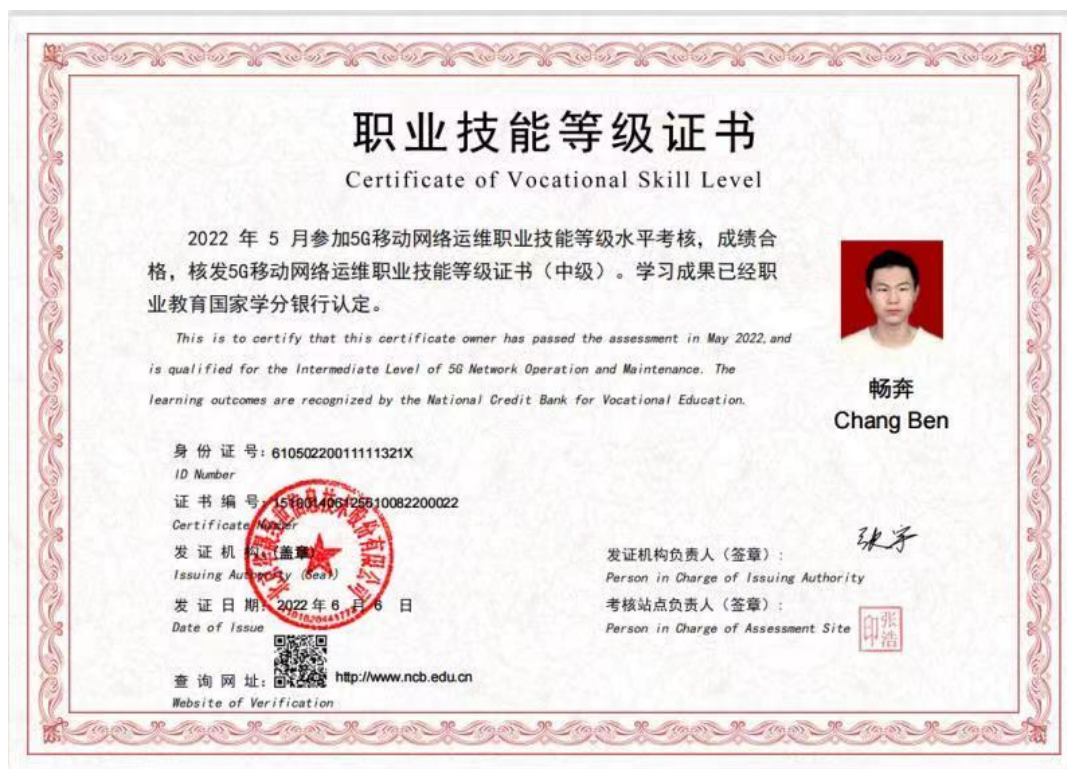 职业技能等级证书
Certificate of Vocational Skill Level
2022 年 5 月参加5G移动网络运维职业技能等级水平考核，成绩合
格，核发5G移动网络运维职业技能等级证书（中级）。学习成果已经职
业教育国家学分银行认定。
This is to certify that this certificate owner has passed the assessment in May 2022, and
is qualified for the Intermediate Level of 5G Network Operation and Maintenance. The
learning outcomes are recognized by the National Credit Bank for Vocational Education.
畅奔
Chang Ben
身 份 证 号：61050220011111321X
ID Number
证 书 编 号：
Certificate Number
发 证 机 构：（盖章）
Issuing Authority (Seal)
发 证 日 期：2022 年 6 月 6 日
Date of Issue
查 询 网 址：http://www.ncb.edu.cn
Website of Verification
发证机构负责人（签章）：
张宇
Person in Charge of Issuing Authority
考核站点负责人（签章）：
Person in Charge of Assessment Site
张浩印